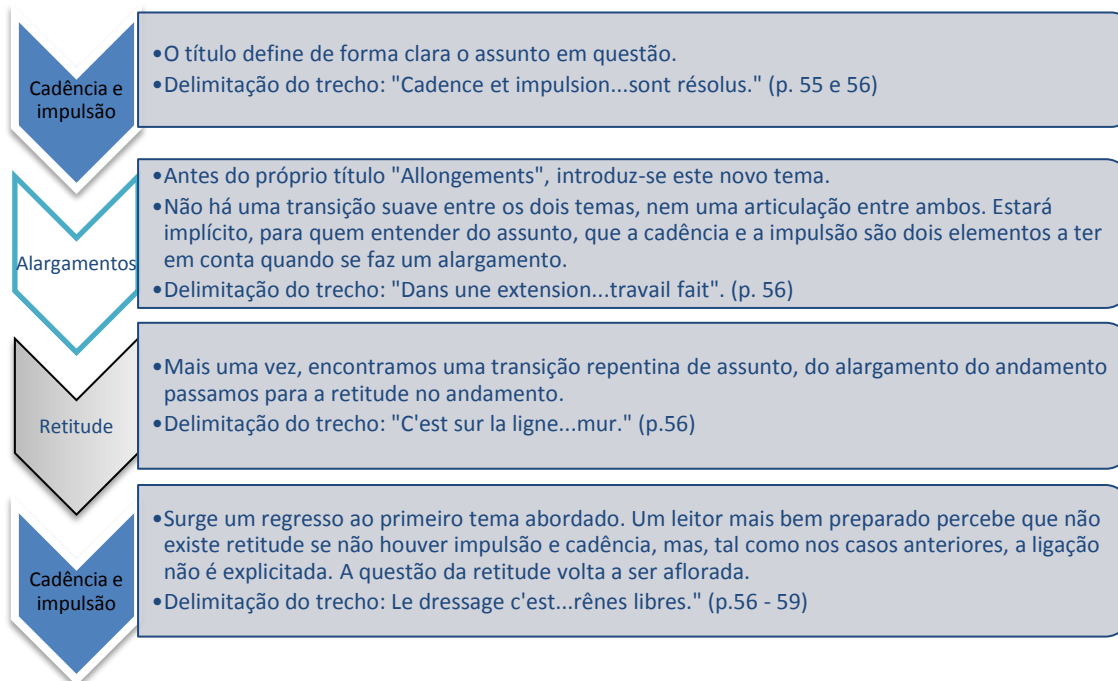 Cadência e
impulsão
•O título define de forma clara o assunto em questão.
•Delimitação do trecho: "Cadence et impulsion...sont résolus." (p. 55 e 56)
Alargamentos
•Antes do próprio título "Allongements", introduz-se este novo tema.
•Não há uma transição suave entre os dois temas, nem uma articulação entre ambos. Estará
implícito, para quem entender do assunto, que a cadência e a impulsão são dois elementos a ter
em conta quando se faz um alargamento.
•Delimitação do trecho: "Dans une extension...travail fait". (p. 56)
Retitude
•Mais uma vez, encontramos uma transição repentina de assunto, do alargamento do andamento
passamos para a retitude no andamento.
•Delimitação do trecho: "C'est sur la ligne...mur." (p.56)
Cadência e
impulsão
•Surge um regresso ao primeiro tema abordado. Um leitor mais bem preparado percebe que não
existe retitude se não houver impulsão e cadência, mas, tal como nos casos anteriores, a ligação
não é explicitada. A questão da retitude volta a ser aflorada.
•Delimitação do trecho: Le dressage c'est...rênes libres." (p.56 - 59)